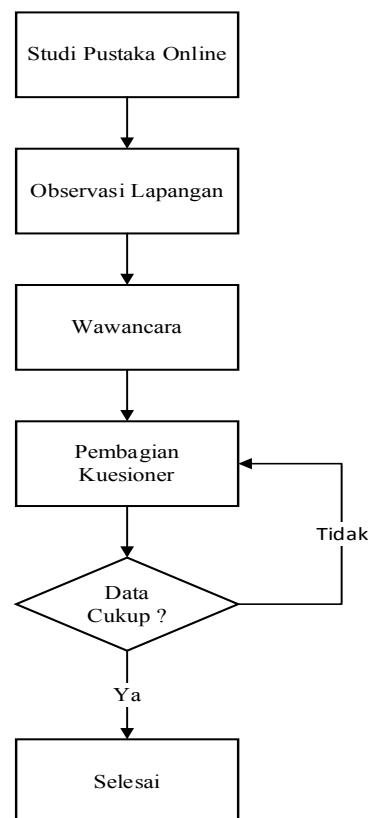 Studi Pustaka Online
Observasi Lapangan
Wawancara
Pembagian
Kuesioner
Tidak
Data
Cukup ?
Ya
Selesai